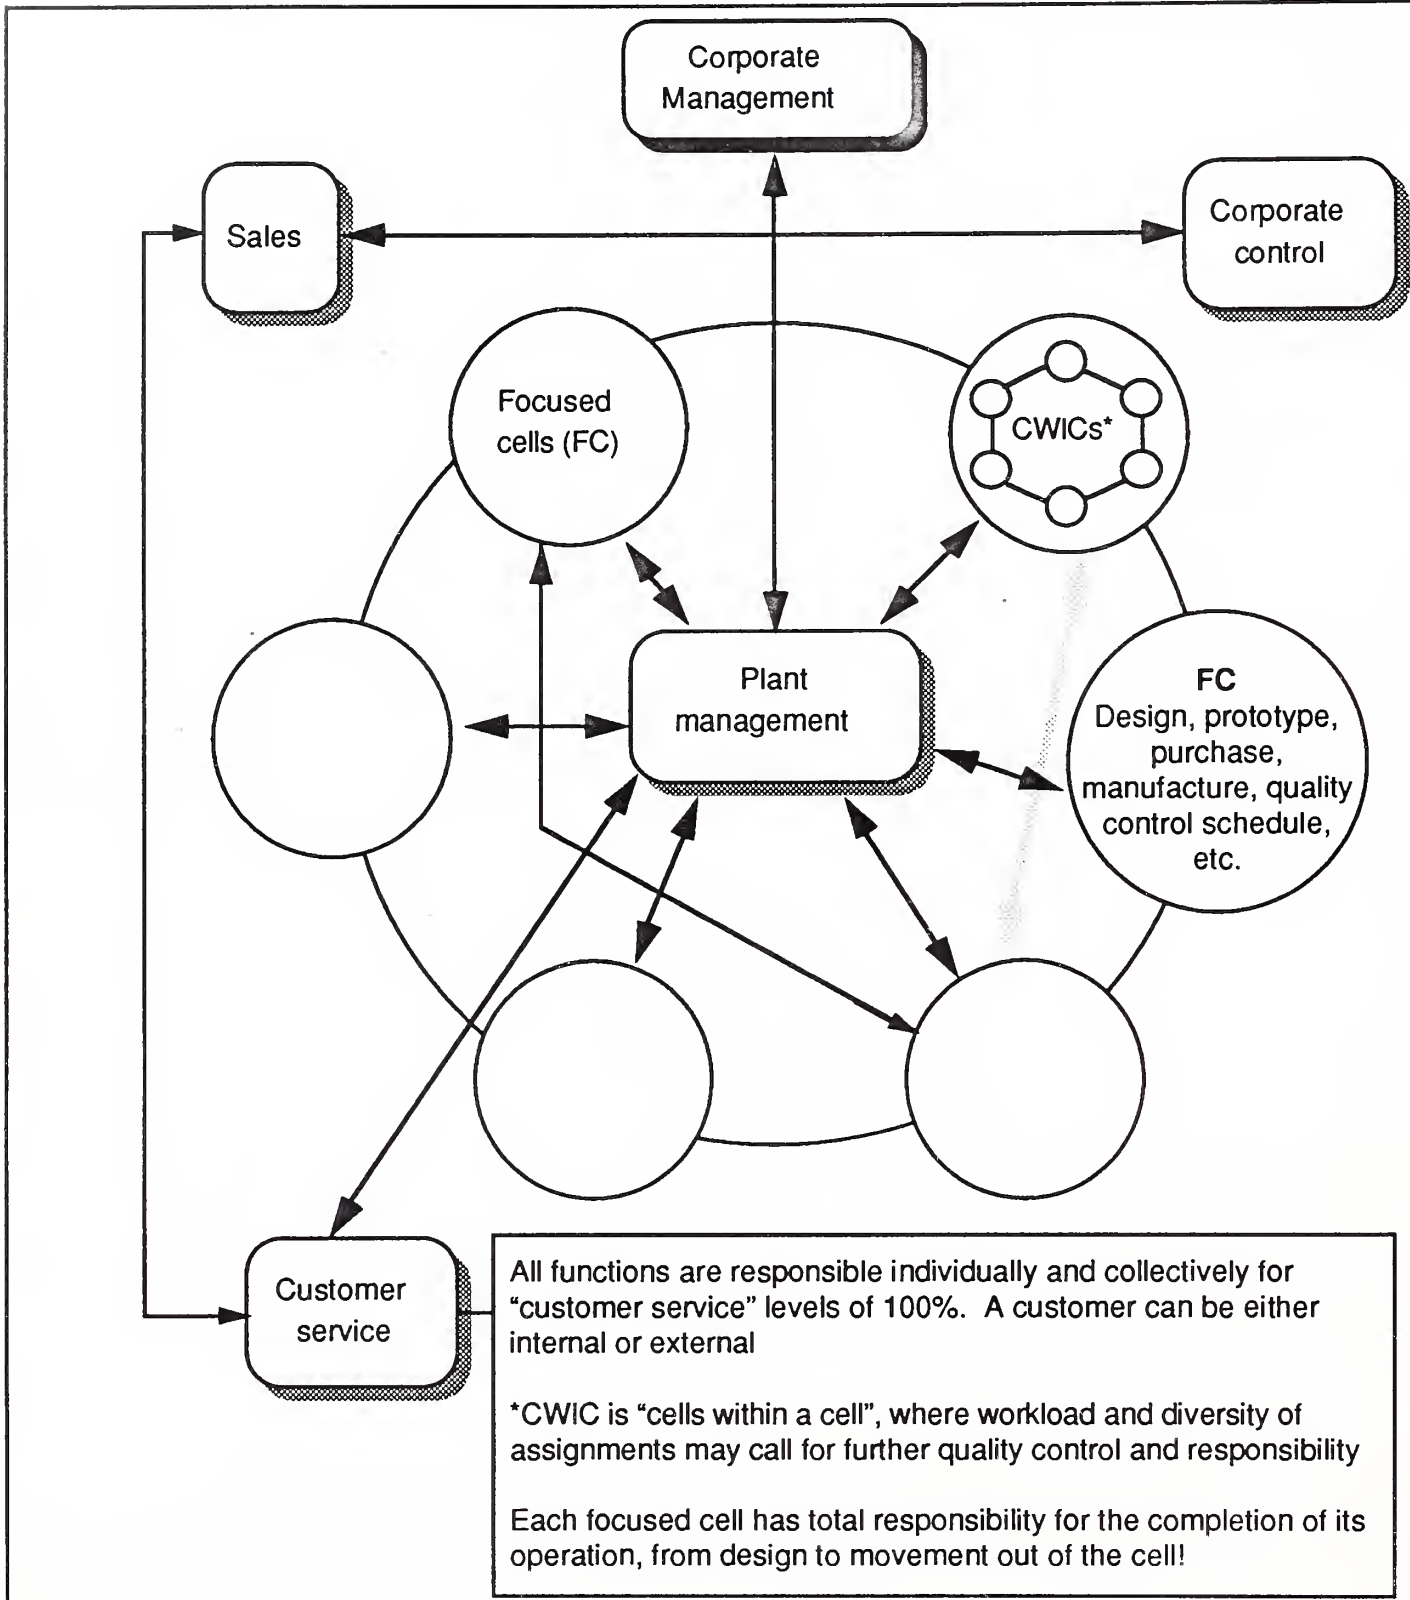 Corporate
Management
Sales
Corporate
control
Focused
cells (FC)
CWICs*
Plant
management
FC
Design, prototype,
purchase,
manufacture, quality
control schedule,
etc.
Customer
service
All functions are responsible individually and collectively for
“customer service” levels of 100%.  A customer can be either
internal or external
*CWIC is “cells within a cell”, where workload and diversity of
assignments may call for further quality control and responsibility
Each focused cell has total responsibility for the completion of its
operation, from design to movement out of the cell!